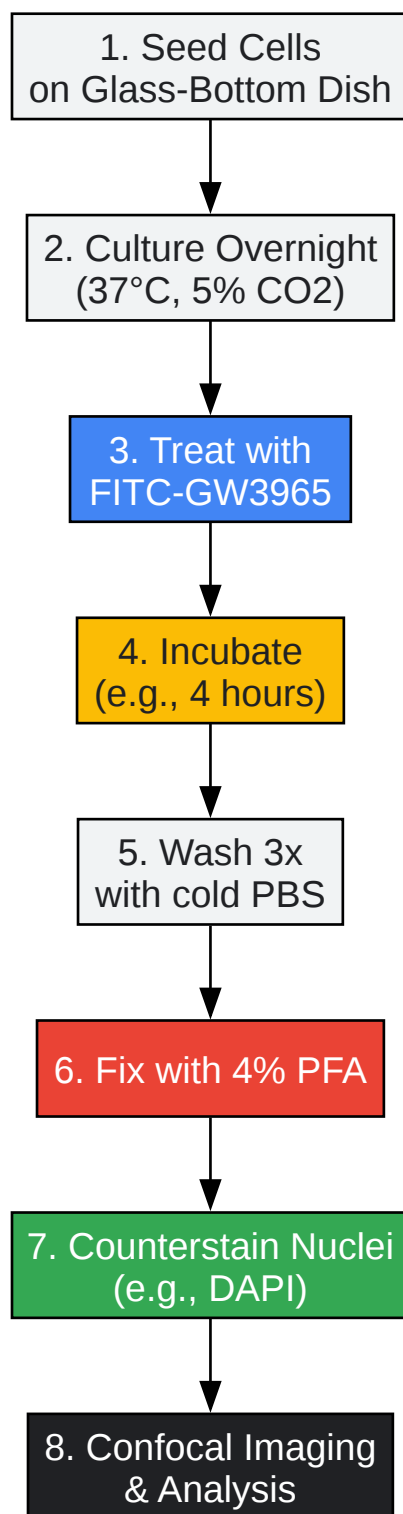 1. Seed Cells
on Glass-Bottom Dish
2. Culture Overnight
(37°C, 5% CO2)
3. Treat with
FITC-GW3965
4. Incubate
(e.g., 4 hours)
5. Wash 3x
with cold PBS
6. Fix with 4% PFA
7. Counterstain Nuclei
(e.g., DAPI)
8. Confocal Imaging
& Analysis